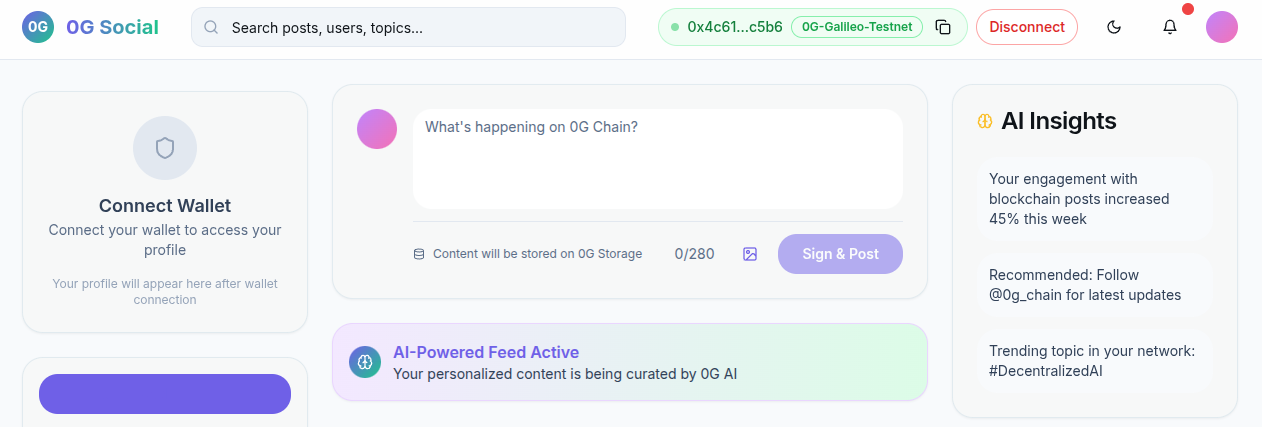 0G 0G Social
Search posts, users, topics...
0x4c61...c5b6 0G-Galileo-Testnet
Disconnect
Connect Wallet
Connect your wallet to access your
profile
Your profile will appear here after wallet
connection
What's happening on 0G Chain?
Content will be stored on 0G Storage
0/280
Sign & Post
AI-Powered Feed Active
Your personalized content is being curated by 0G AI
AI Insights
Your engagement with
blockchain posts increased
45% this week
Recommended: Follow
@0g_chain for latest updates
Trending topic in your network:
#DecentralizedAI